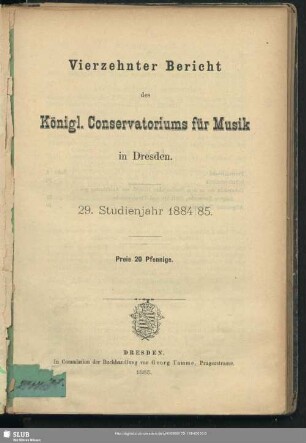 Vierzehnter Bericht
des
Königl. Conservatoriums für Musik
in Dresden.
29. Studienjahr 1884/85.
Preis 20 Pfennige.
DRESDEN.
In Commission der Buchhandlung von Georg Tamme, Pragerstrasse.
1885.
SLUB